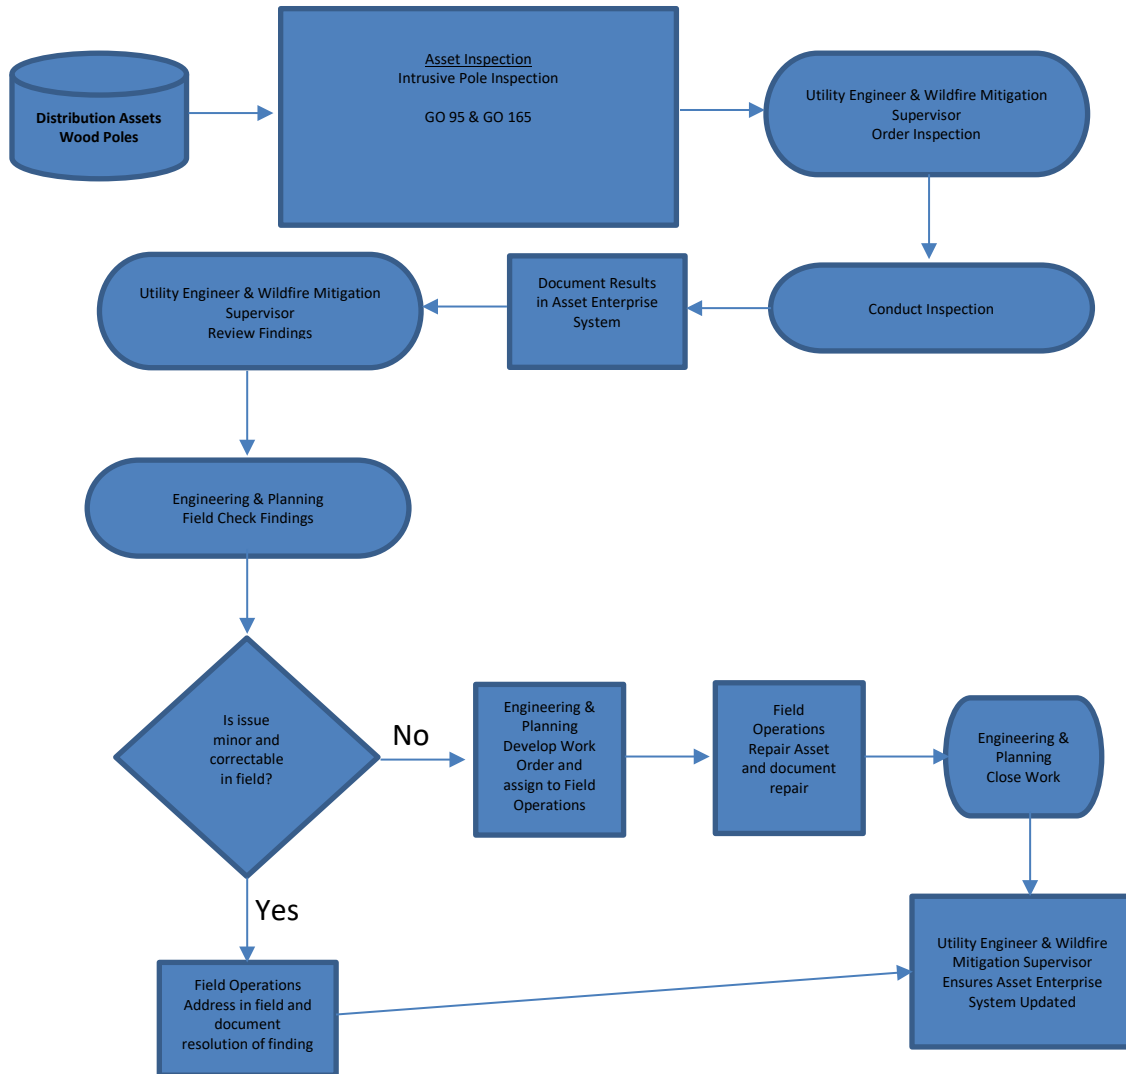 Distribution Assets
Wood Poles
Asset Inspection
Intrusive Pole Inspection
GO 95 & GO 165
Utility Engineer & Wildfire Mitigation
Supervisor
Order Inspection
Conduct Inspection
Document Results
in Asset Enterprise
System
Utility Engineer & Wildfire Mitigation
Supervisor
Review Findings
Engineering & Planning
Field Check Findings
Is issue
minor and
correctable
in field?
No
Engineering &
Planning
Develop Work
Order and
assign to Field
Operations
Field
Operations
Repair Asset
and document
repair
Engineering &
Planning
Close Work
Yes
Field Operations
Address in field and
document
resolution of finding
Utility Engineer & Wildfire
Mitigation Supervisor
Ensures Asset Enterprise
System Updated